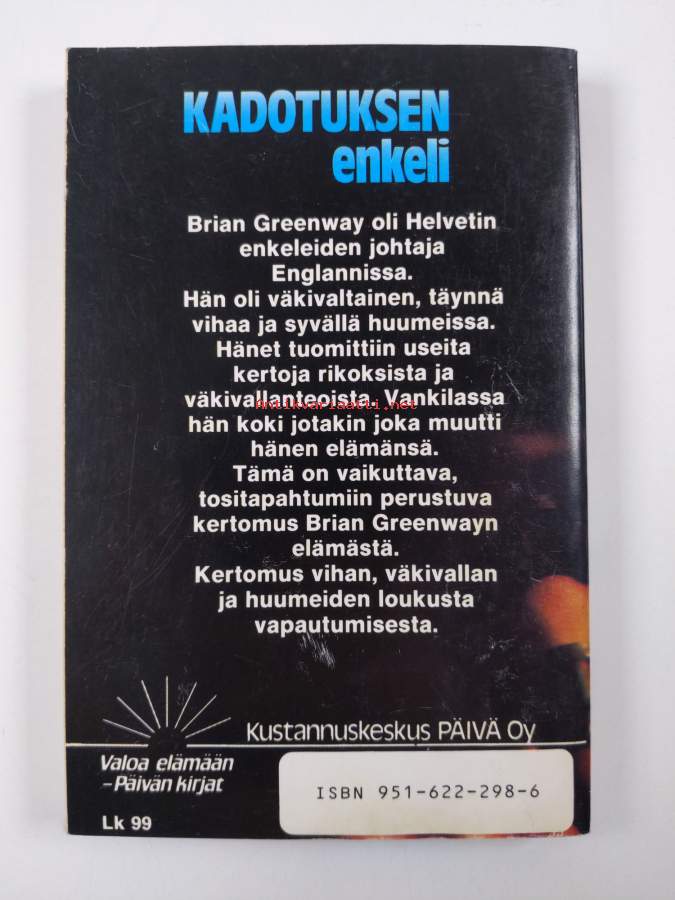 KADOTUKSEN
enkeli
Brian Greenway oli Helvetin
enkeleiden johtaja
Englannissa.
Hän oli väkivaltainen, täynnä
vihaa ja syvällä huumeissa.
Hänet tuomittiin useita
kertoja rikoksista ja
väkivallanteoista. Vankilassa
Antikvariaatti.net
hän koki jotakin joka muutti
hänen elämänsä.
Tämä on vaikuttava,
tositapahtumiin perustuva
kertomus Brian Greenwayn
elämästä.
Kertomus vihan, väkivallan
ja huumeiden loukusta
vapautumisesta.
Kustannuskeskus PÄIVÄ Oy
Valoa elämään
–Päivän kirjat
ISBN 951-622-298-6
Lk 99